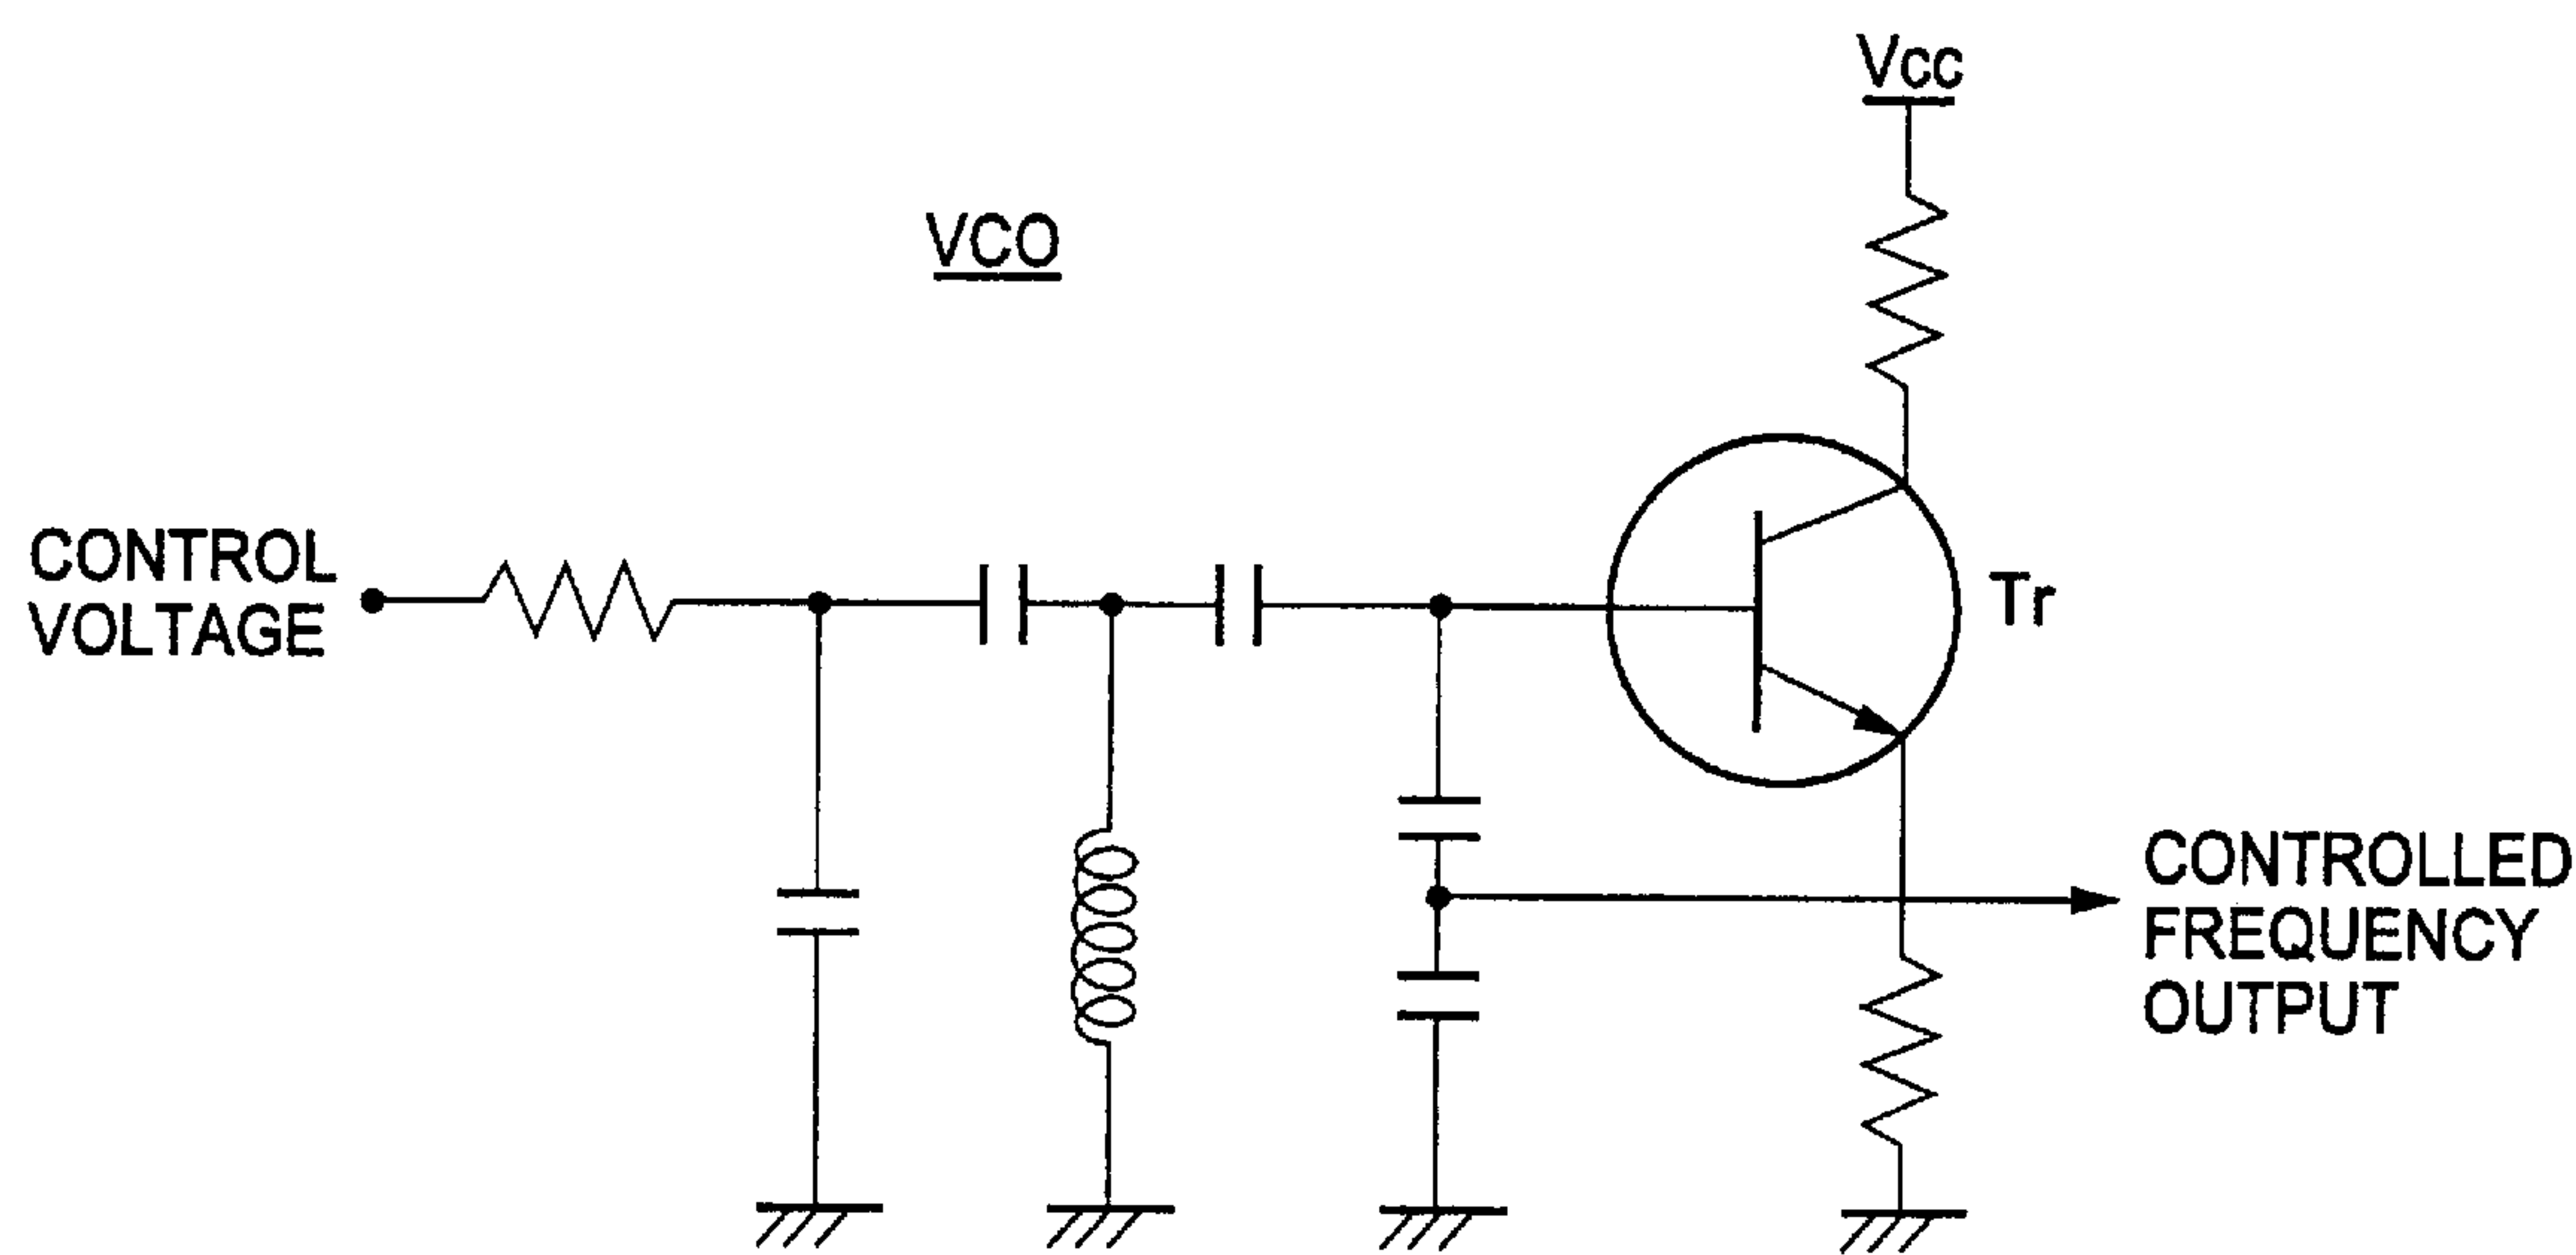 Vcc
VCO
CONTROL
VOLTAGE
Tr
CONTROLLED
FREQUENCY
OUTPUT